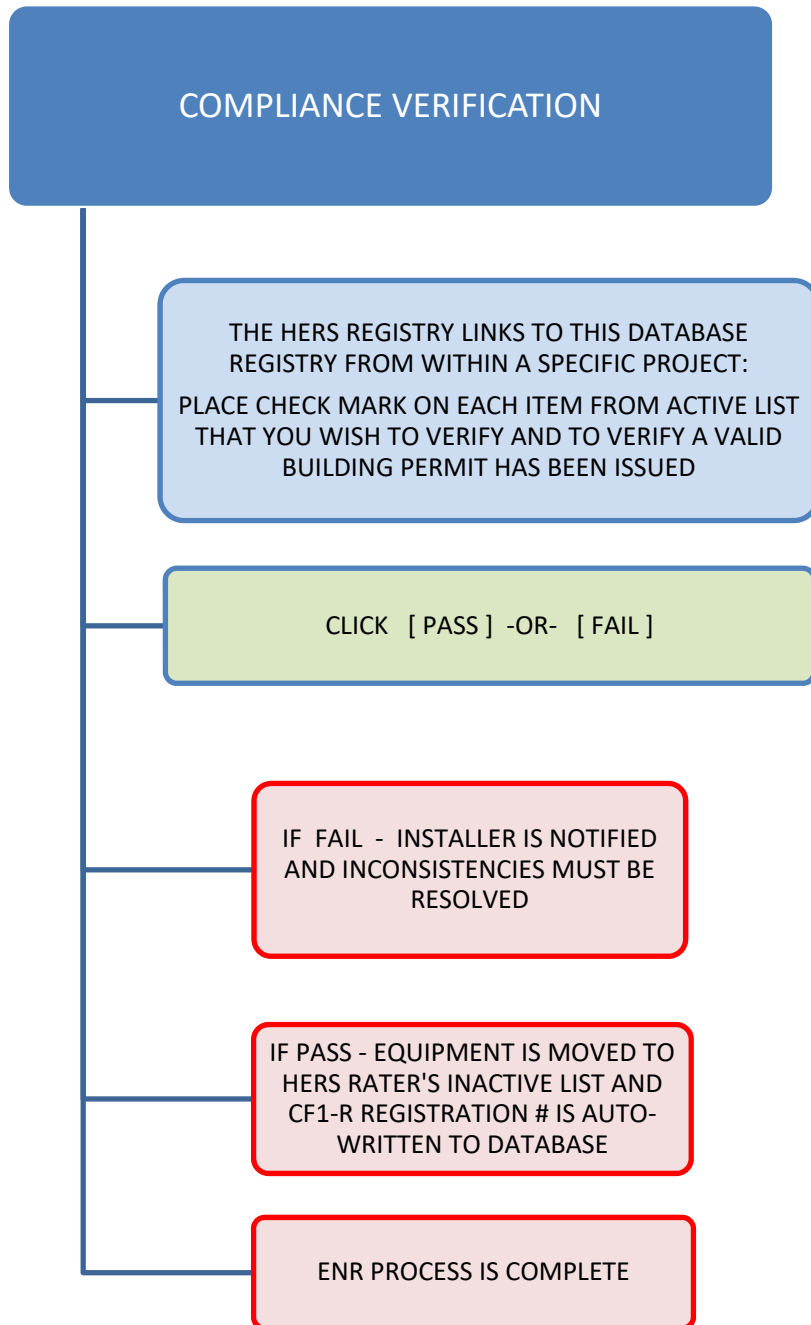 COMPLIANCE VERIFICATION
THE HERS REGISTRY LINKS TO THIS DATABASE
REGISTRY FROM WITHIN A SPECIFIC PROJECT:
PLACE CHECK MARK ON EACH ITEM FROM ACTIVE LIST
THAT YOU WISH TO VERIFY AND TO VERIFY A VALID
BUILDING PERMIT HAS BEEN ISSUED
CLICK [ PASS ] -OR- [ FAIL ]
IF FAIL - INSTALLER IS NOTIFIED
AND INCONSISTENCIES MUST BE
RESOLVED
IF PASS - EQUIPMENT IS MOVED TO
HERS RATER'S INACTIVE LIST AND
CF1-R REGISTRATION # IS AUTO-
WRITTEN TO DATABASE
ENR PROCESS IS COMPLETE